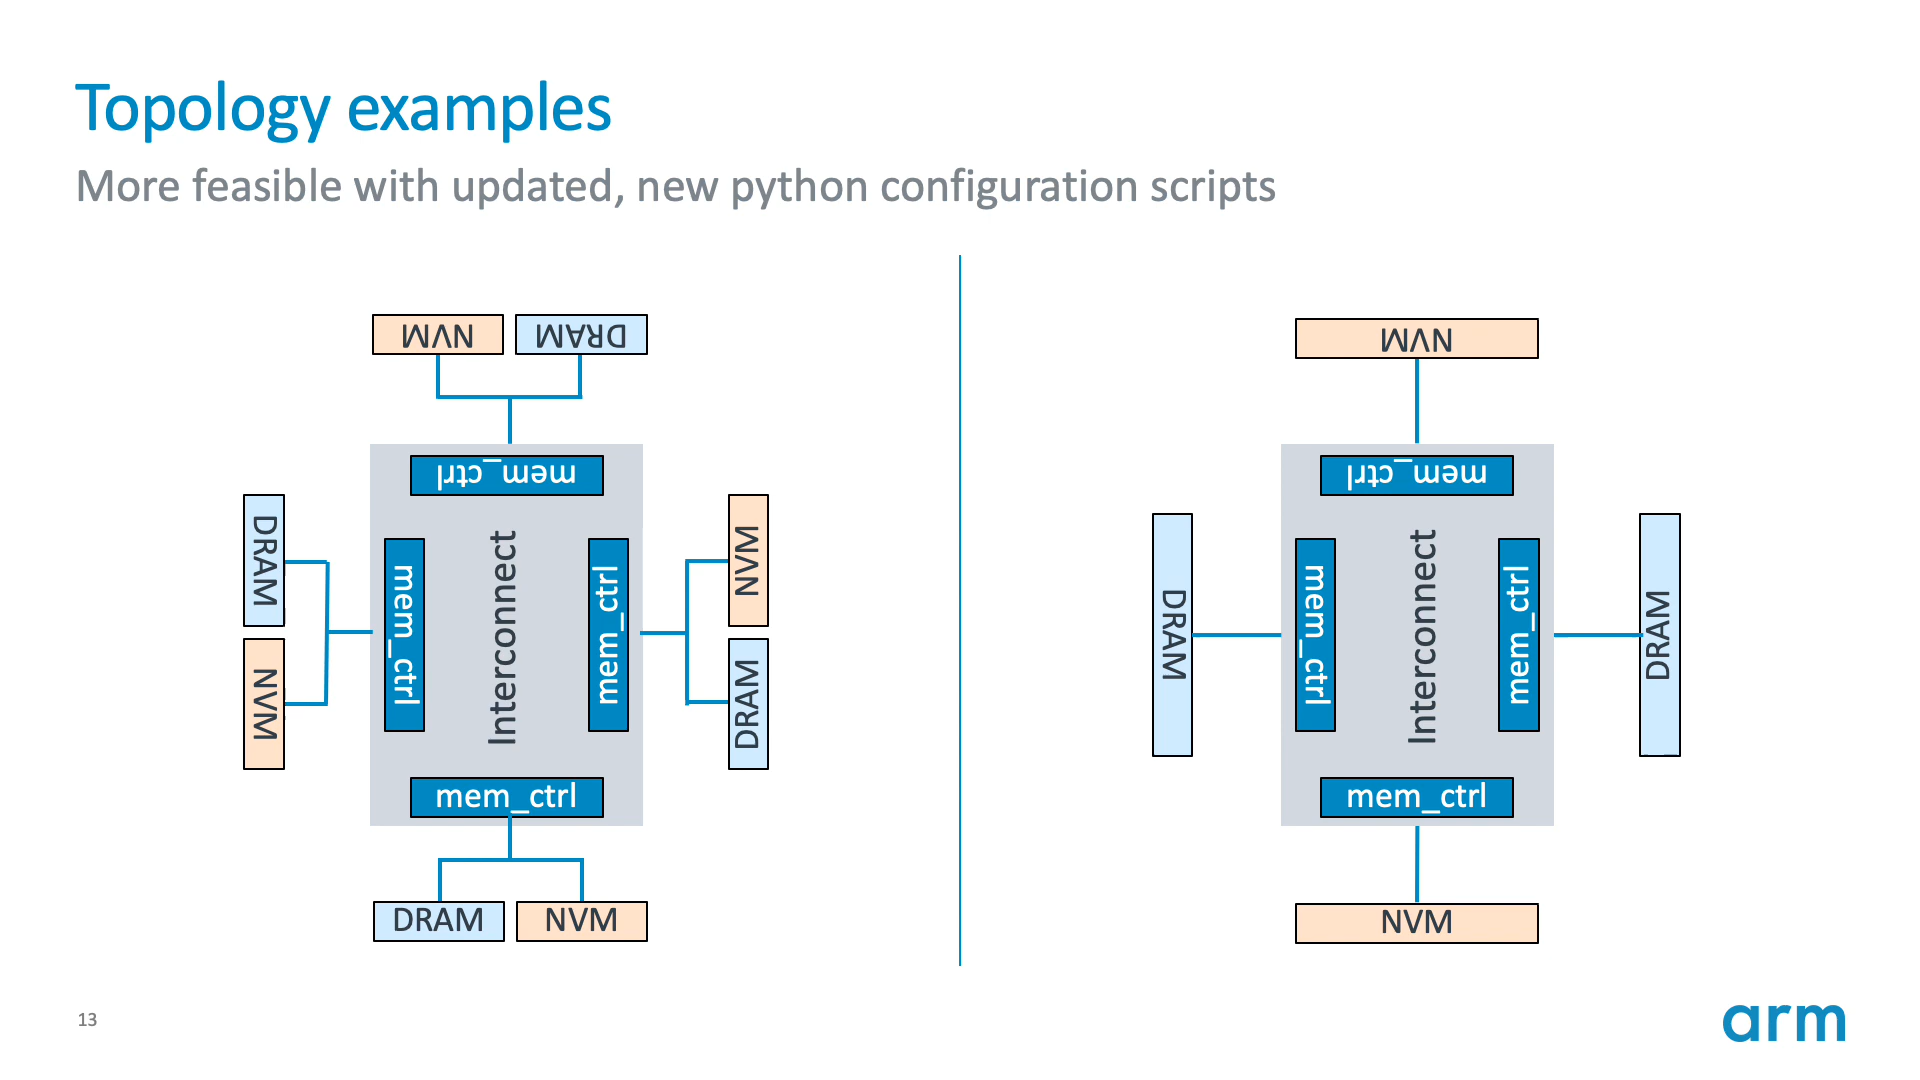 Topology examples
More feasible with updated, new python configuration scripts
NVM
DRAM
mem_ctrl
DRAM
NVM
mem_ctrl
Interconnect
mem_ctrl
NVM
DRAM
mem_ctrl
DRAM
NVM
NVM
mem_ctrl
DRAM
mem_ctrl
Interconnect
mem_ctrl
DRAM
mem_ctrl
NVM
13
arm